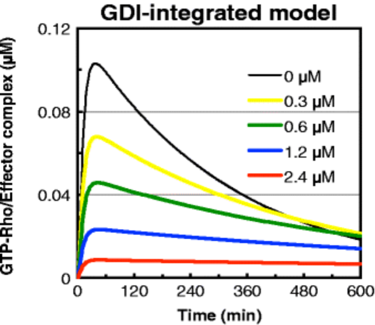 GDI-integrated model
GTP-Rho/Effector complex (μM)
0.12
0.08
0.04
0
0 μM
0.3 μM
0.6 μM
1.2 μM
2.4 μM
0 120 240 360 480 600
Time (min)